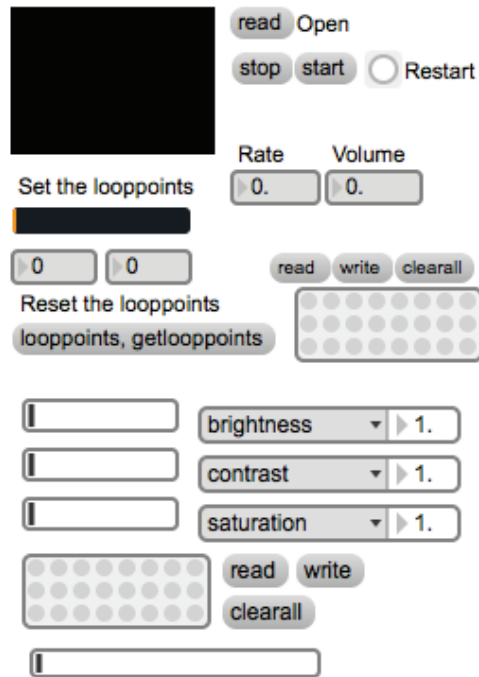 read Open
stop start Restart
Rate Volume
0. 0.
Set the looppoints
0 0
read write clearall
Reset the looppoints
looppoints, getlooppoints
brightness 1.
contrast 1.
saturation 1.
read write
clearall